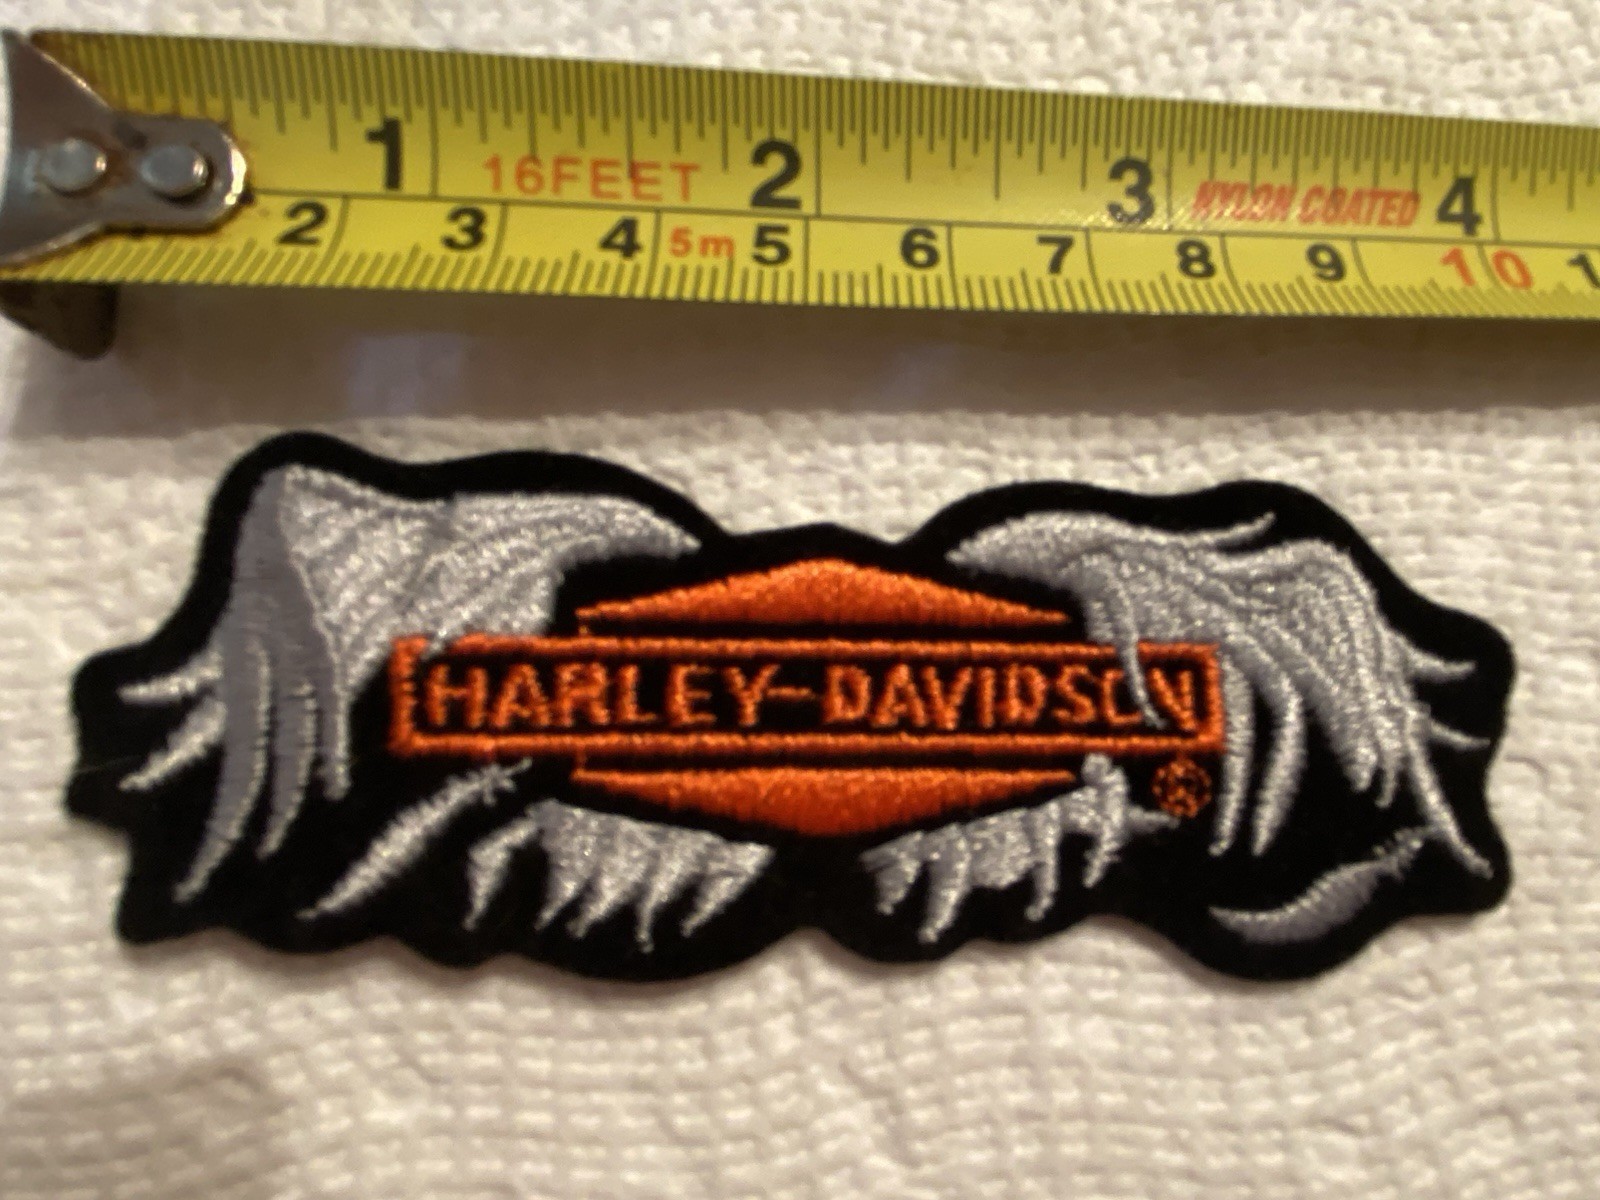 1 16FEET 2 3 NYLON COATED 4
2 3 4 5m 5 6 7 8 9 10 1
HARLEY-DAVIDSON
®